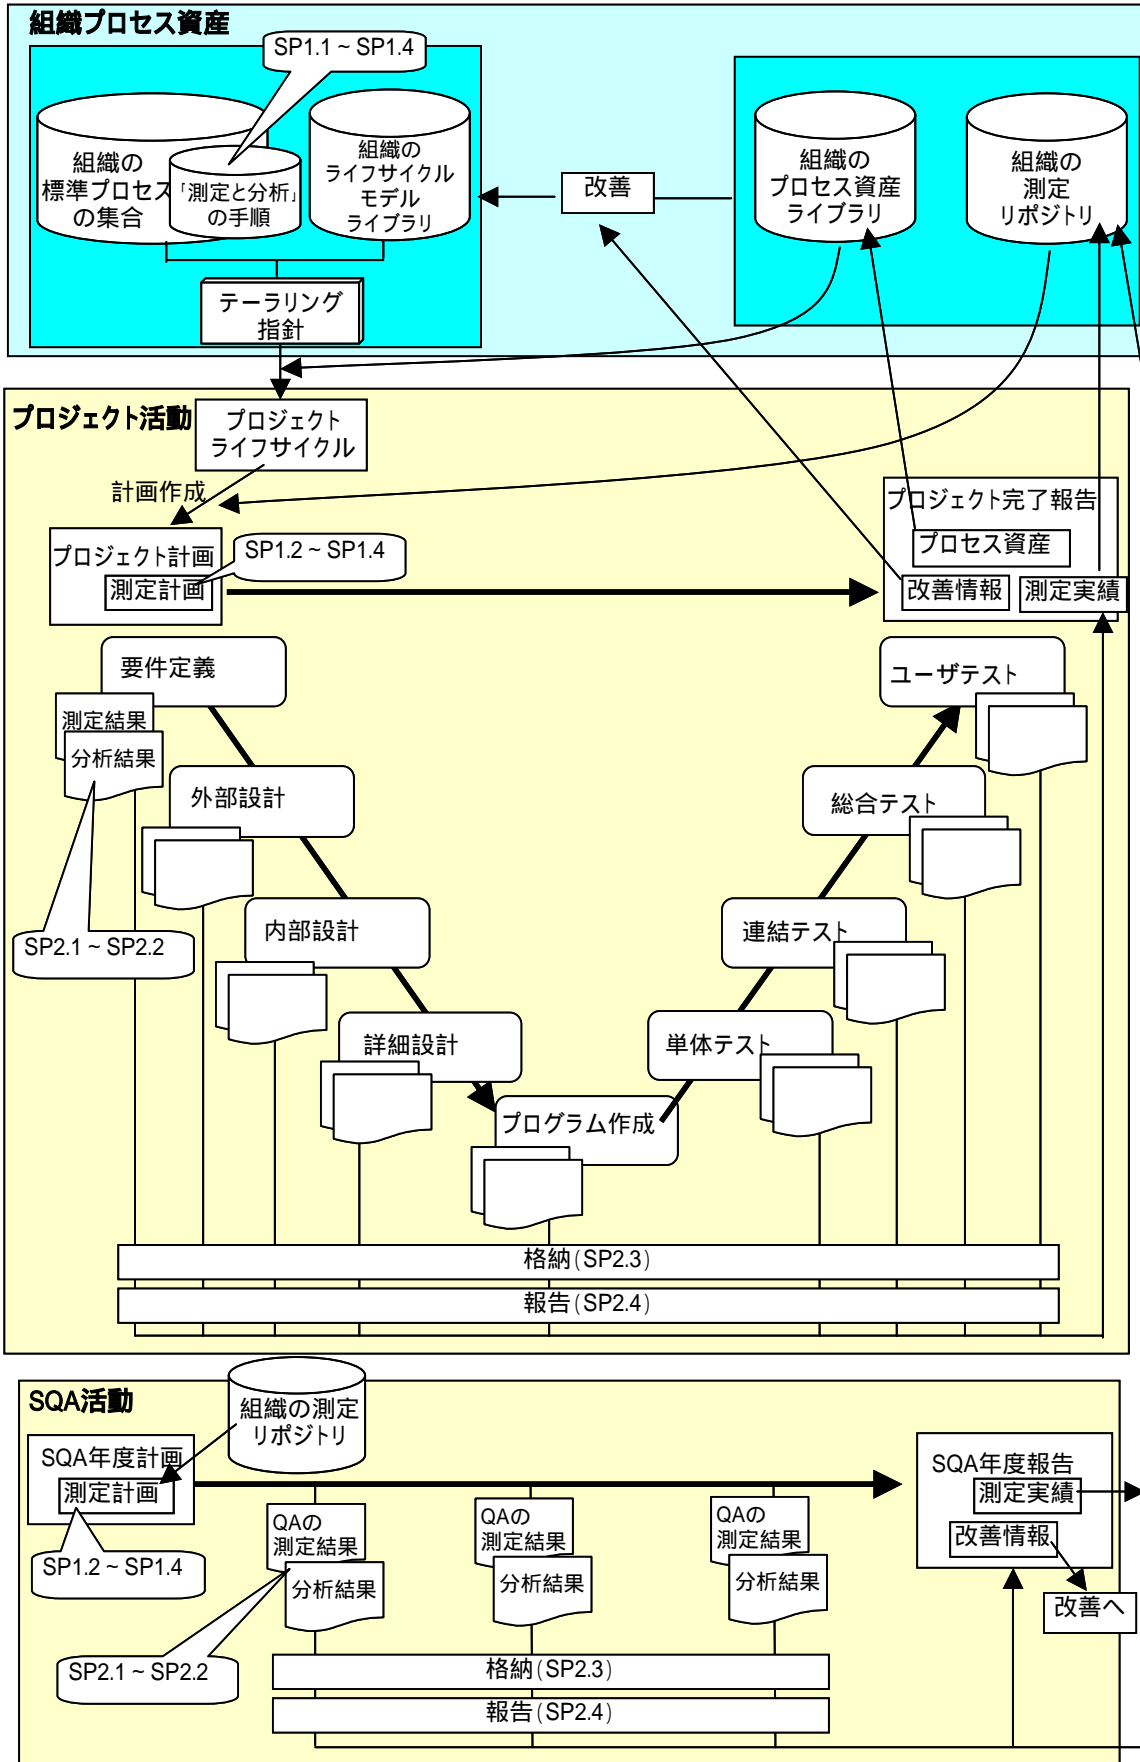 組織プロセス資産
SP1.1 ~ SP1.4
組織の
標準プロセス
の集合
「測定と分析」
の手順
組織の
ライフサイクル
モデル
ライブラリ
テーラリング
指針
改善
組織の
プロセス資産
ライブラリ
組織の
測定
リポジトリ
プロジェクト活動
プロジェクト
ライフサイクル
計画作成
プロジェクト計画
測定計画
SP1.2 ~ SP1.4
プロジェクト完了報告
プロセス資産
改善情報
測定実績
要件定義
測定結果
分析結果
SP2.1 ~ SP2.2
外部設計
内部設計
詳細設計
プログラム作成
単体テスト
連結テスト
総合テスト
ユーザテスト
格納(SP2.3)
報告(SP2.4)
SQA活動
組織の測定
リポジトリ
SQA年度計画
測定計画
SP1.2 ~ SP1.4
QAの
測定結果
分析結果
SP2.1 ~ SP2.2
QAの
測定結果
分析結果
QAの
測定結果
分析結果
SQA年度報告
測定実績
改善情報
改善へ
格納(SP2.3)
報告(SP2.4)